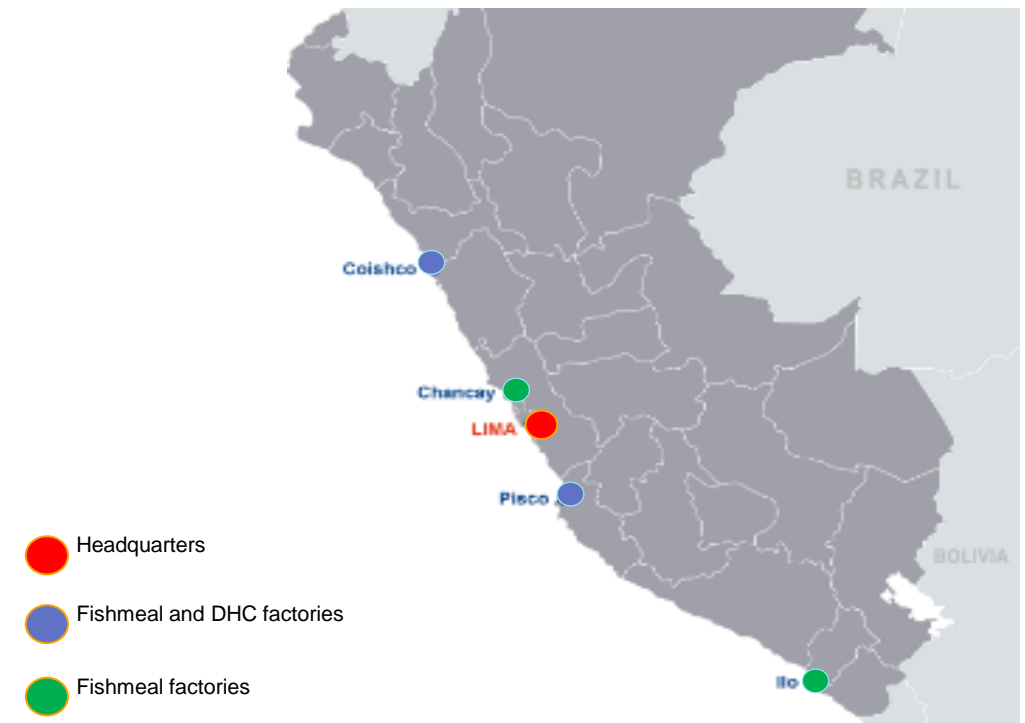 BRAZIL
Coishco
Chancay
LIMA
Pisco
Headquarters
BOLIVIA
Fishmeal and DHC factories
Ilo
Fishmeal factories